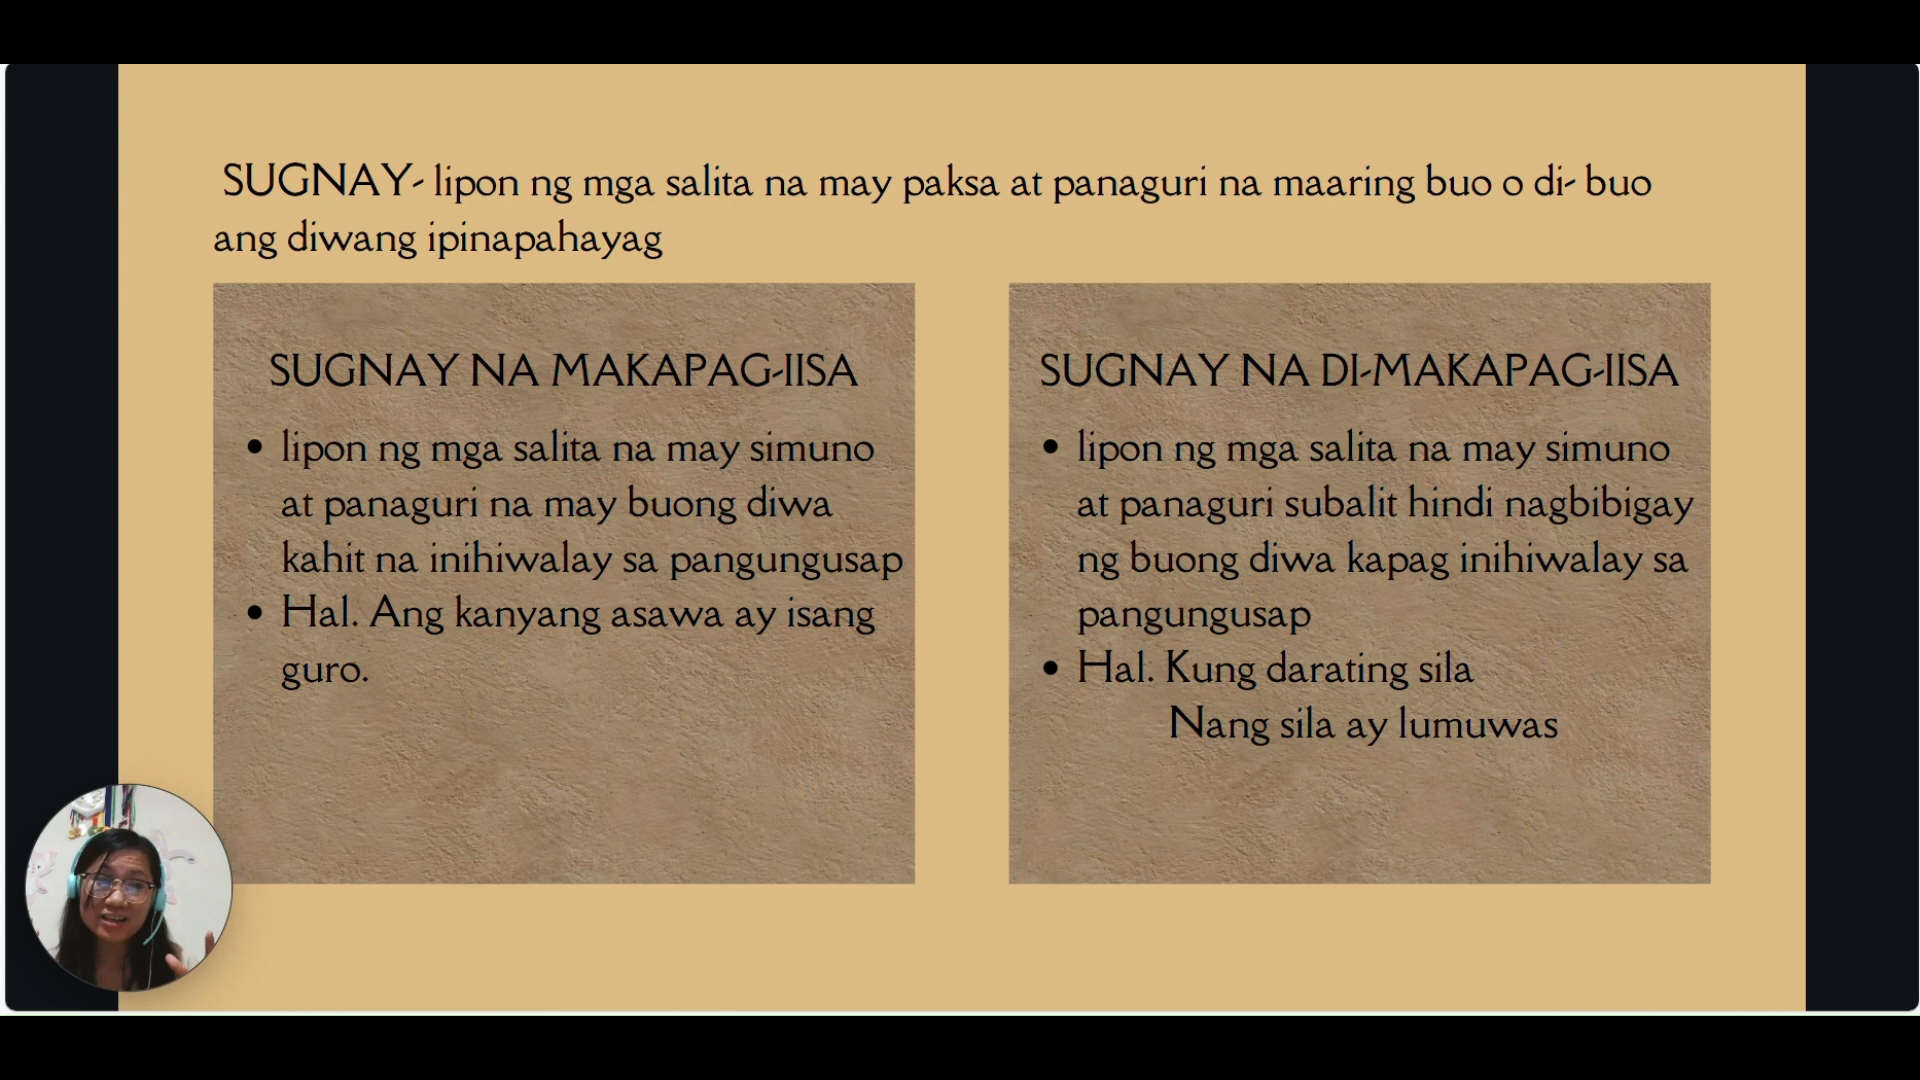 SUGNAY- lipon ng mga salita na may paksa at panaguri na maaring buo o di- buo
ang diwang ipinapahayag
SUGNAY NA MAKAPAG-IISA
• lipon ng mga salita na may simuno
at panaguri na may buong diwa
kahit na inihiwalay sa pangungusap
• Hal. Ang kanyang asawa ay isang
guro.
SUGNAY NA DI-MAKAPAG-IISA
• lipon ng mga salita na may simuno
at panaguri subalit hindi nagbibigay
ng buong diwa kapag inihiwalay sa
pangungusap
• Hal. Kung darating sila
Nang sila ay lumuwas